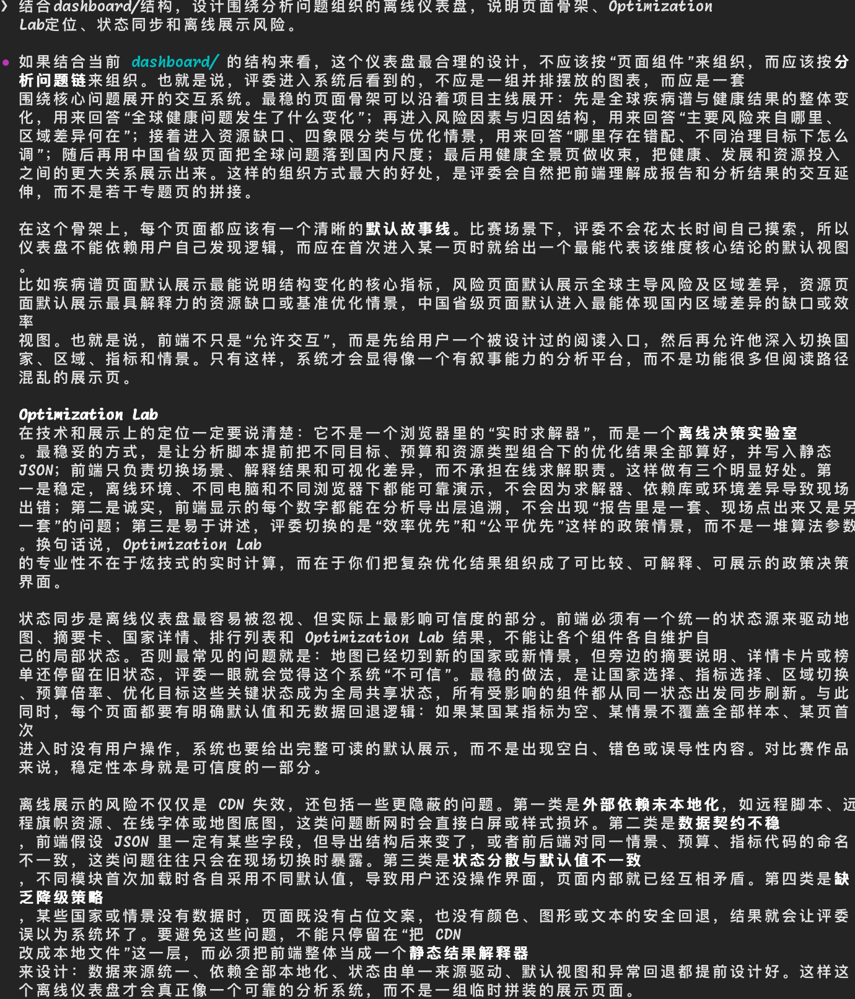 ❯ 结合dashboard/结构，设计围绕分析问题组织的离线仪表盘，说明页面骨架、Optimization
Lab定位、状态同步和离线展示风险。
● 如果结合当前 dashboard/ 的结构来看，这个仪表盘最合理的设计，不应该按“页面组件”来组织，而应该按分
析问题链来组织。也就是说，评委进入系统后看到的，不应是一组并排摆放的图表，而应是一套
围绕核心问题展开的交互系统。最稳的页面骨架可以沿着项目主线展开：先是全球疾病谱与健康结果的整体变
化，用来回答“全球健康问题发生了什么变化”；再进入风险因素与归因结构，用来回答“主要风险来自哪里、
区域差异何在”；接着进入资源缺口、四象限分类与优化情景，用来回答“哪里存在错配、不同治理目标下怎么
调”；随后再用中国省级页面把全球问题落到国内尺度；最后用健康全景页做收束，把健康、发展和资源投入
之间的更大关系展示出来。这样的组织方式最大的好处，是评委会自然把前端理解成报告和分析结果的交互延
伸，而不是若干专题页的拼接。
在这个骨架上，每个页面都应该有一个清晰的默认故事线。比赛场景下，评委不会花太长时间自己摸索，所以
仪表盘不能依赖用户自己发现逻辑，而应在首次进入某一页时就给出一个最能代表该维度核心结论的默认视图
。
比如疾病谱页面默认展示最能说明结构变化的核心指标，风险页面默认展示全球主导风险及区域差异，资源页
面默认展示最具解释力的资源缺口或基准优化情景，中国省级页面默认进入最能体现国内区域差异的缺口或效
率
视图。也就是说，前端不只是“允许交互”，而是先给用户一个被设计过的阅读入口，然后再允许他深入切换国
家、区域、指标和情景。只有这样，系统才会显得像一个有叙事能力的分析平台，而不是功能很多但阅读路径
混乱的展示页。
Optimization Lab
在技术和展示上的定位一定要说清楚：它不是一个浏览器里的“实时求解器”，而是一个离线决策实验室
。最稳妥的方式，是让分析脚本提前把不同目标、预算和资源类型组合下的优化结果全部算好，并写入静态
JSON；前端只负责切换场景、解释结果和可视化差异，而不承担在线求解职责。这样做有三个明显好处。第
一是稳定，离线环境、不同电脑和不同浏览器下都能可靠演示，不会因为求解器、依赖库或环境差异导致现场
出错；第二是诚实，前端显示的每个数字都能在分析导出层追溯，不会出现“报告里是一套、现场点出来又是另
一套”的问题；第三是易于讲述，评委切换的是“效率优先”和“公平优先”这样的政策情景，而不是一堆算法参数
。换句话说，Optimization Lab
的专业性不在于炫技式的实时计算，而在于你们把复杂优化结果组织成了可比较、可解释、可展示的政策决策
界面。
状态同步是离线仪表盘最容易被忽视、但实际上最影响可信度的部分。前端必须有一个统一的状态源来驱动地
图、摘要卡、国家详情、排行列表和 Optimization Lab 结果，不能让各个组件各自维护自
己的局部状态。否则最常见的问题就是：地图已经切到新的国家或新情景，但旁边的摘要说明、详情卡片或榜
单还停留在旧状态，评委一眼就会觉得这个系统“不可信”。最稳的做法，是让国家选择、指标选择、区域切换
、预算倍率、优化目标这些关键状态成为全局共享状态，所有受影响的组件都从同一状态出发同步刷新。与此
同时，每个页面都要有明确默认值和无数据回退逻辑：如果某国某指标为空、某情景不覆盖全部样本、某页首
次
进入时没有用户操作，系统也要给出完整可读的默认展示，而不是出现空白、错色或误导性内容。对比赛作品
来说，稳定性本身就是可信度的一部分。
离线展示的风险不仅仅是 CDN 失效，还包括一些更隐蔽的问题。第一类是外部依赖未本地化，如远程脚本、远
程旗帜资源、在线字体或地图底图，这类问题断网时会直接白屏或样式损坏。第二类是数据契约不稳
，前端假设 JSON 里一定有某些字段，但导出结构后来变了，或者前后端对同一情景、预算、指标代码的命名
不一致，这类问题往往只会在现场切换时暴露。第三类是状态分散与默认值不一致
，不同模块首次加载时各自采用不同默认值，导致用户还没操作界面，页面内部就已经互相矛盾。第四类是缺
乏降级策略
，某些国家或情景没有数据时，页面既没有占位文案，也没有颜色、图形或文本的安全回退，结果就会让评委
误以为系统坏了。要避免这些问题，不能只停留在“把 CDN
改成本地文件”这一层，而必须把前端整体当成一个静态结果解释器
来设计：数据来源统一、依赖全部本地化、状态由单一来源驱动、默认视图和异常回退都提前设计好。这样这
个离线仪表盘才会真正像一个可靠的分析系统，而不是一组临时拼装的展示页面。